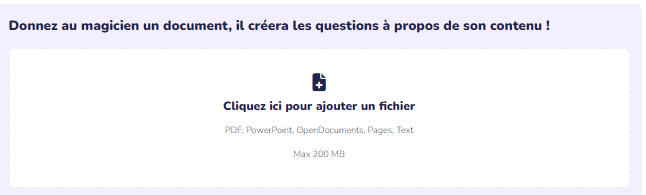 Donnez au magicien un document, il créera les questions à propos de son contenu !
Cliquez ici pour ajouter un fichier
PDF, PowerPoint, OpenDocuments, Pages, Text
Max 200 MB